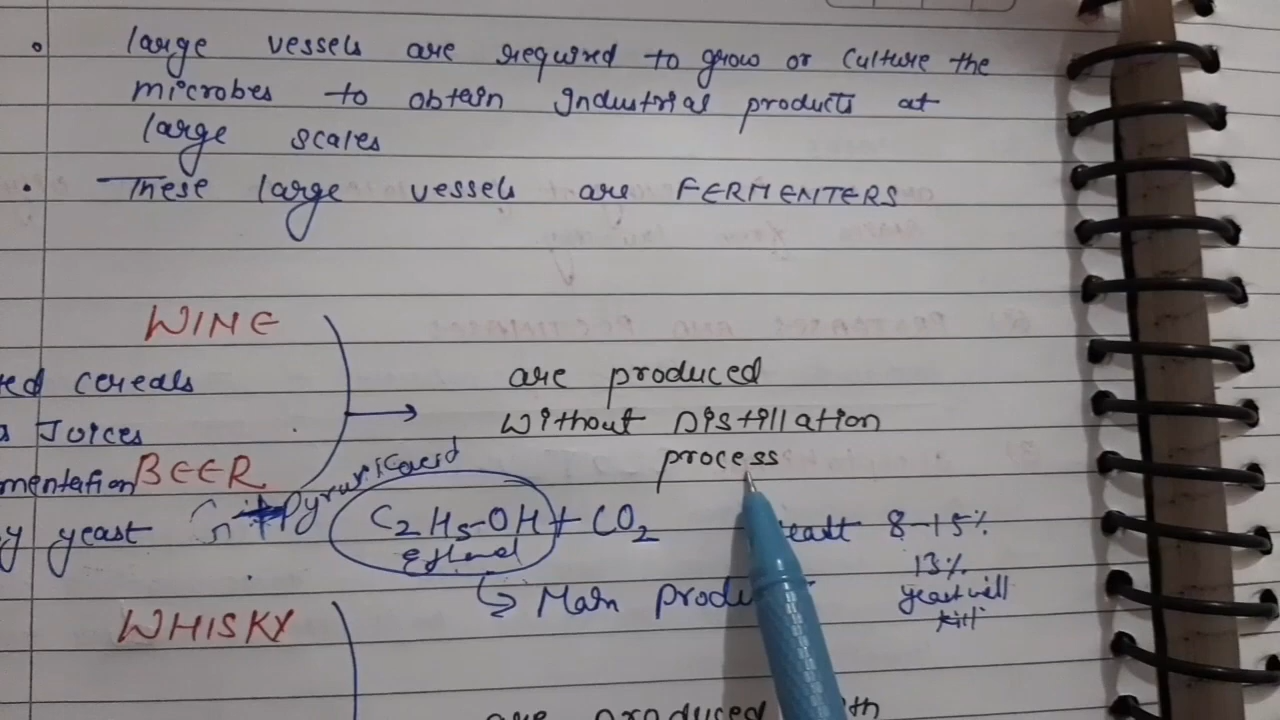 large vessels are required to grow or culture the
microbes to obtain industrial products at
large scales
These large vessels are FERMENTERS
WINE
ed cereals
are produced
without Distillation
Juices
process
mentation BEER
Pyruvic acid
y yeast
C2H5-OH + CO2
8-15%
Ethanol
13%
Main produ
yeast will
kill
WHISKY
are produced